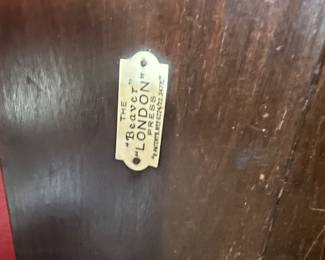 THE
"Beaver"
"LONDON"
PRESS